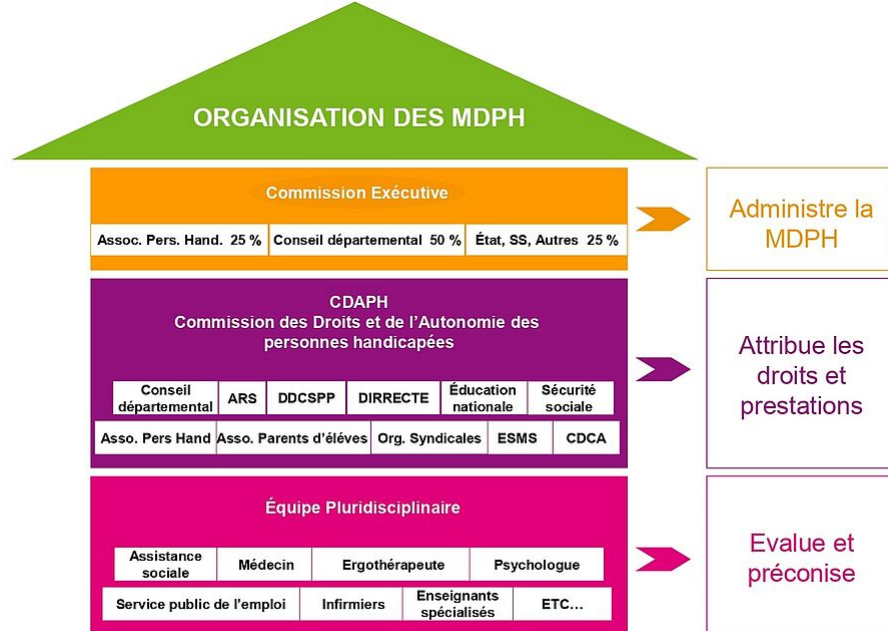 ORGANISATION DES MDPH
Commission Exécutive
Assoc. Pers. Hand. 25 %
Conseil départemental 50 %
État, SS, Autres 25 %
Administre la
MDPH
CDAPH
Commission des Droits et de l'Autonomie des
personnes handicapées
Conseil
départemental
ARS
DDCSPP
DIRRECTE
Éducation
nationale
Sécurité
sociale
Asso. Pers Hand
Asso. Parents d'éléves
Org. Syndicales
ESMS
CDCA
Attribue les
droits et
prestations
Équipe Pluridisciplinaire
Assistance
sociale
Médecin
Ergothérapeute
Psychologue
Service public de l'emploi
Infirmiers
Enseignants
spécialisés
ETC...
Evalue et
préconise